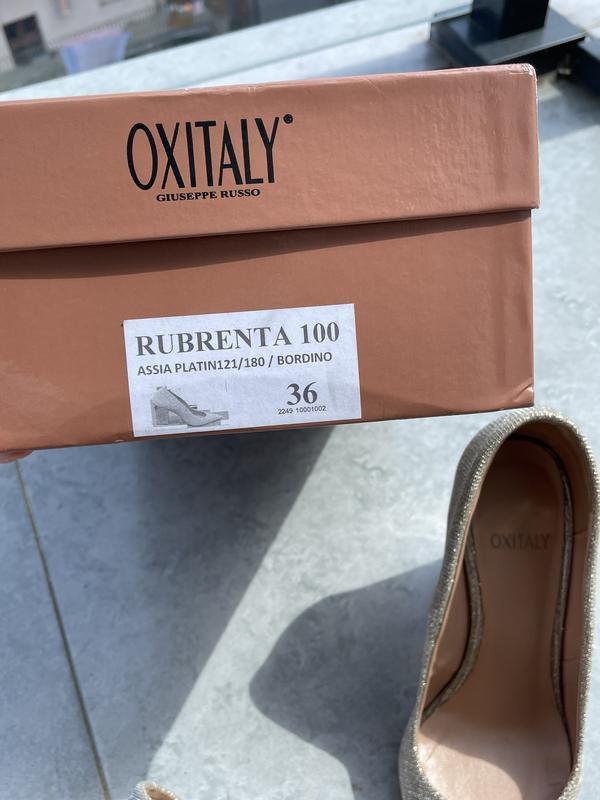 OXITALY®
GIUSEPPE RUSSO
RUBRENTA 100
ASSIA PLATIN121/180 / BORDINO
36
2249 10001002
OXITALY